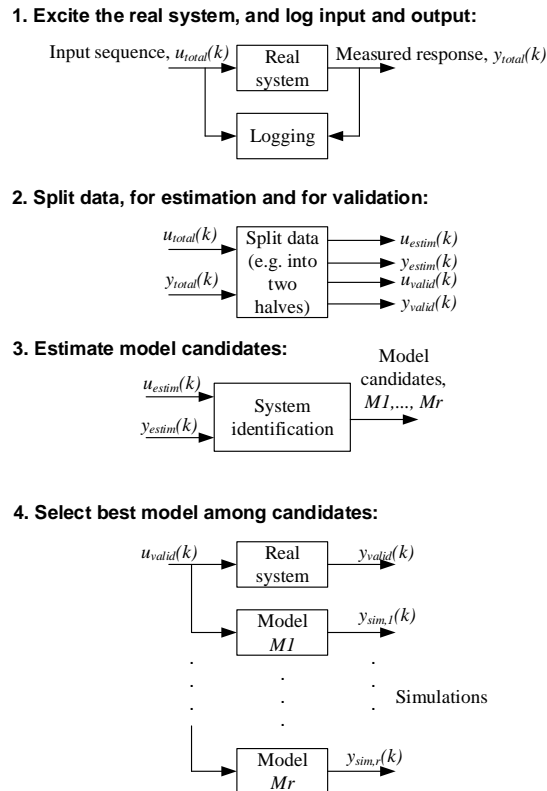 1. Excite the real system, and log input and output:
Input sequence, u_total(k)
Real
system
Measured response, y_total(k)
Logging
2. Split data, for estimation and for validation:
u_total(k)
y_total(k)
Split data
(e.g. into
two
halves)
u_estim(k)
y_estim(k)
u_valid(k)
y_valid(k)
3. Estimate model candidates:
u_estim(k)
y_estim(k)
System
identification
Model
candidates,
M1,..., Mr
4. Select best model among candidates:
u_valid(k)
Real
system
y_valid(k)
Model
M1
y_sim,1(k)
Simulations
Model
Mr
y_sim,r(k)